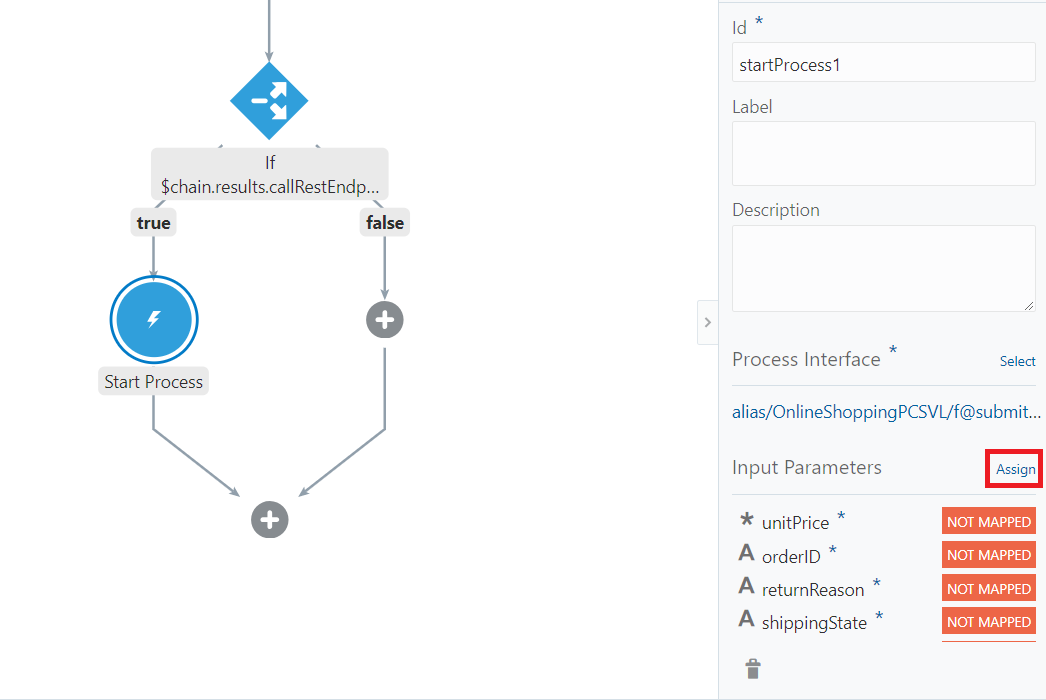 If
$chain.results.callRestEndp...
true
false
Start Process
Id *
startProcess1
Label
Description
Process Interface *
Select
alias/OnlineShoppingPCSVL/f@submit...
Input Parameters
Assign
* unitPrice * NOT MAPPED
A orderID * NOT MAPPED
A returnReason * NOT MAPPED
A shippingState * NOT MAPPED